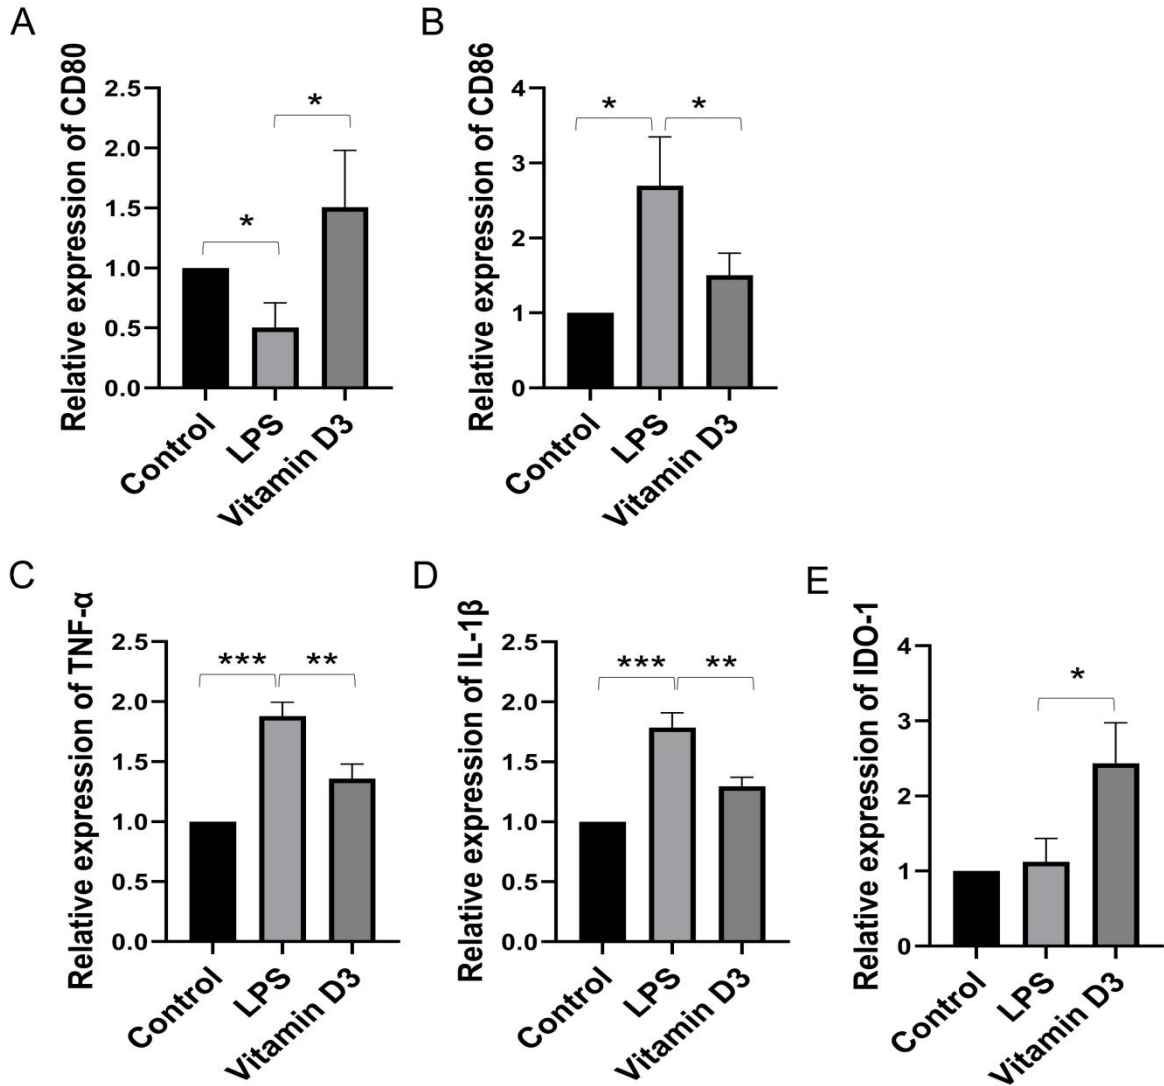 A
Relative expression of CD80
2.5
2.0
1.5
1.0
0.5
0.0
*
*
Control
LPS
Vitamin D3
B
Relative expression of CD86
4
3
2
1
0
*
*
Control
LPS
Vitamin D3
C
Relative expression of TNF-α
2.5
2.0
1.5
1.0
0.5
0.0
***
**
Control
LPS
Vitamin D3
D
Relative expression of IL-1β
2.5
2.0
1.5
1.0
0.5
0.0
***
**
Control
LPS
Vitamin D3
E
Relative expression of IDO-1
4
3
2
1
0
*
Control
LPS
Vitamin D3